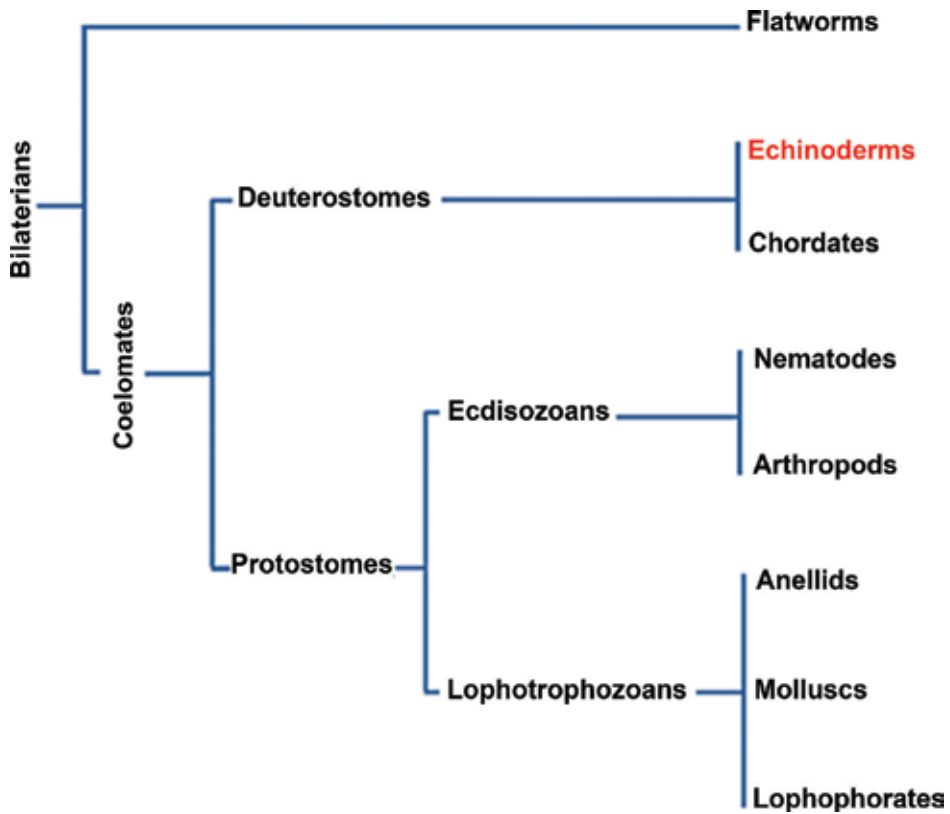 Flatworms
Echinoderms
Deuterostomes
Chordates
Bilaterians
Coelomates
Nematodes
Ecdisozoans
Arthropods
Protostomes
Anellids
Lophotrophozoans
Molluscs
Lophophorates